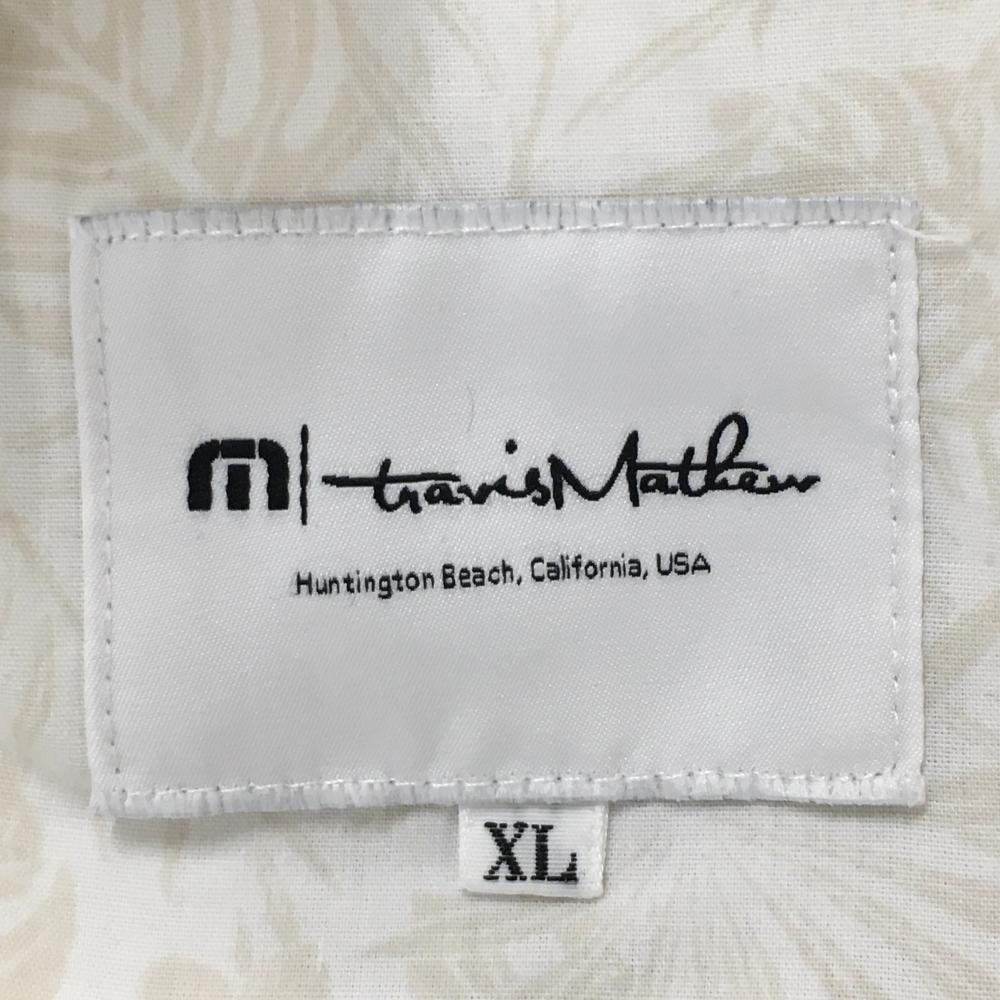 m | travisMathew
Huntington Beach, California, USA
XL